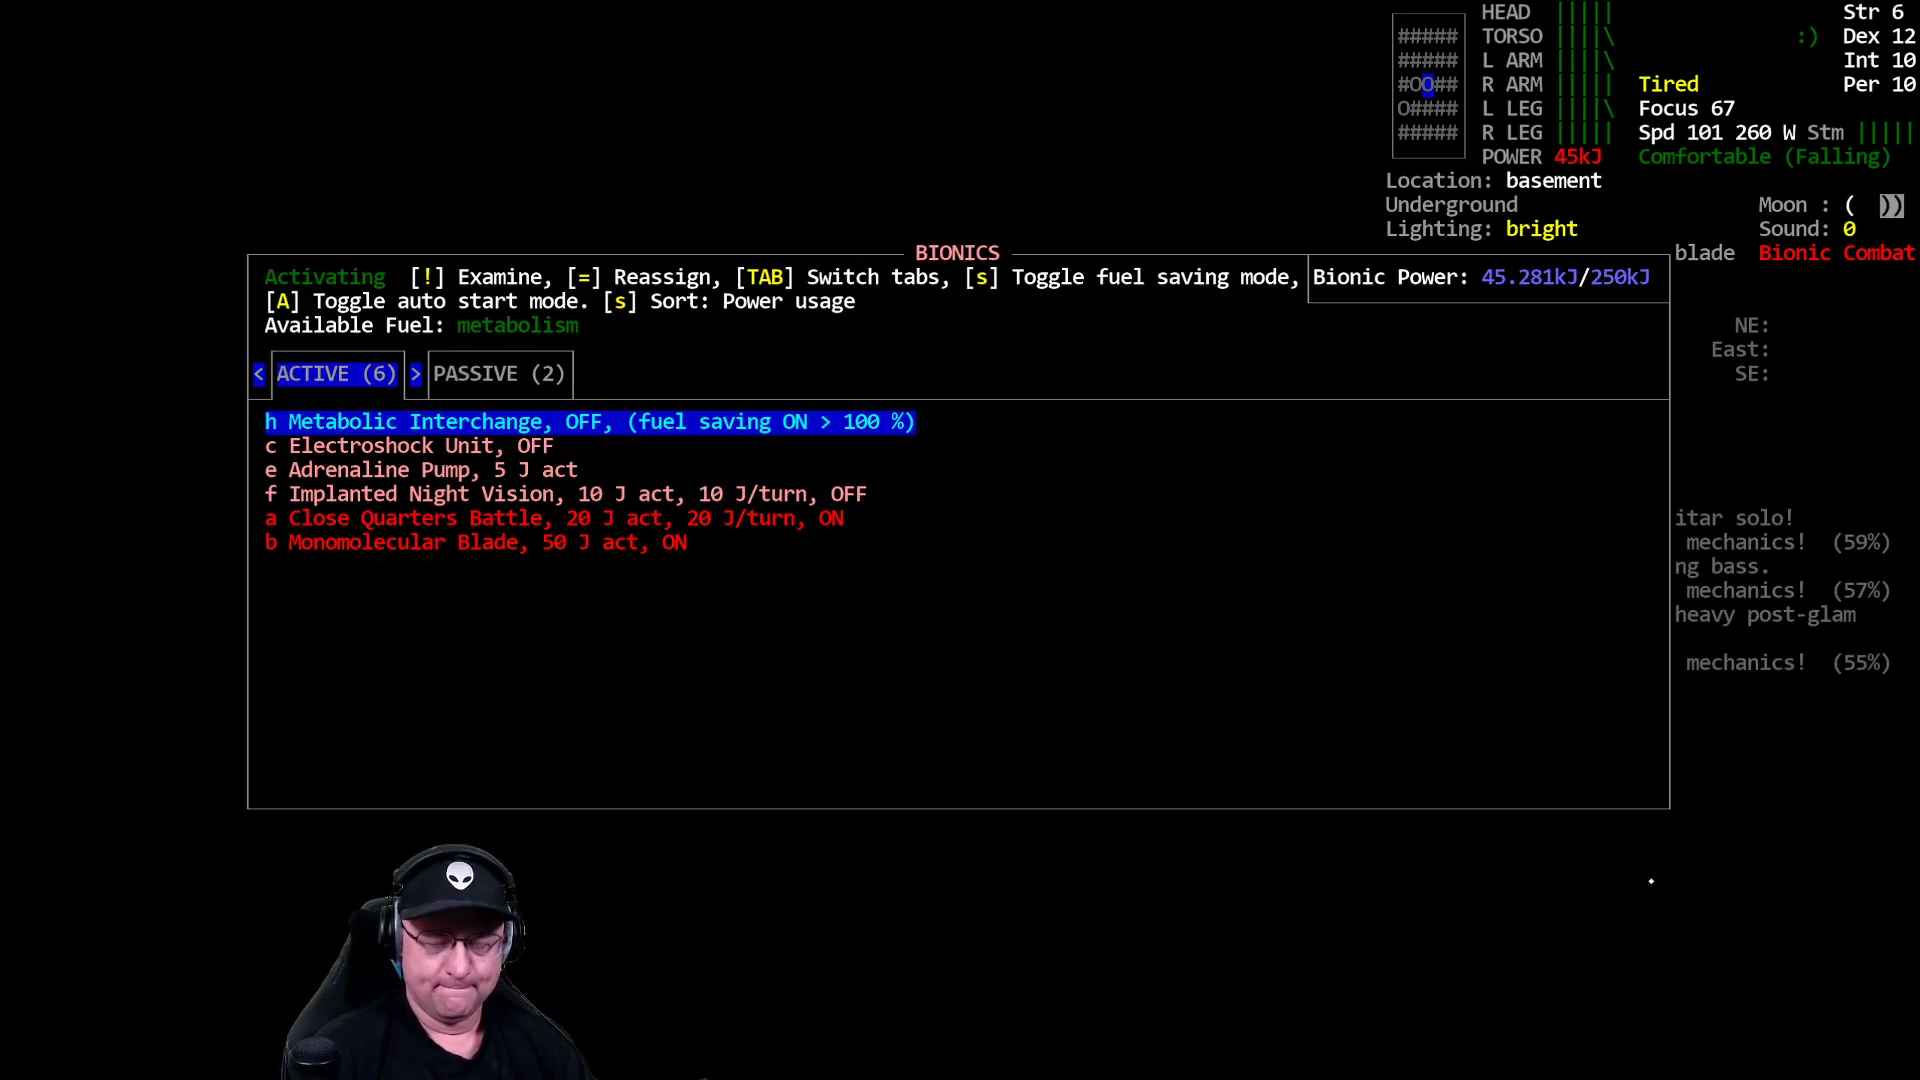 HEAD ||||| Str 6
##### TORSO ||||\ :) Dex 12
##### L ARM ||||\ Int 10
#OO## R ARM ||||| Tired Per 10
O#### L LEG ||||\ Focus 67
##### R LEG ||||| Spd 101 260 W Stm |||||
POWER 45kJ Comfortable (Falling)
Location: basement
Underground Moon : ( ))
Lighting: bright Sound: 0
BIONICS blade Bionic Combat
Activating [!] Examine, [=] Reassign, [TAB] Switch tabs, [s] Toggle fuel saving mode, Bionic Power: 45.281kJ/250kJ
[A] Toggle auto start mode. [s] Sort: Power usage
Available Fuel: metabolism NE:
East:
< ACTIVE (6) > PASSIVE (2) SE:
h Metabolic Interchange, OFF, (fuel saving ON > 100 %)
c Electroshock Unit, OFF
e Adrenaline Pump, 5 J act
f Implanted Night Vision, 10 J act, 10 J/turn, OFF
a Close Quarters Battle, 20 J act, 20 J/turn, ON itar solo!
b Monomolecular Blade, 50 J act, ON mechanics! (59%)
ng bass.
mechanics! (57%)
heavy post-glam
mechanics! (55%)